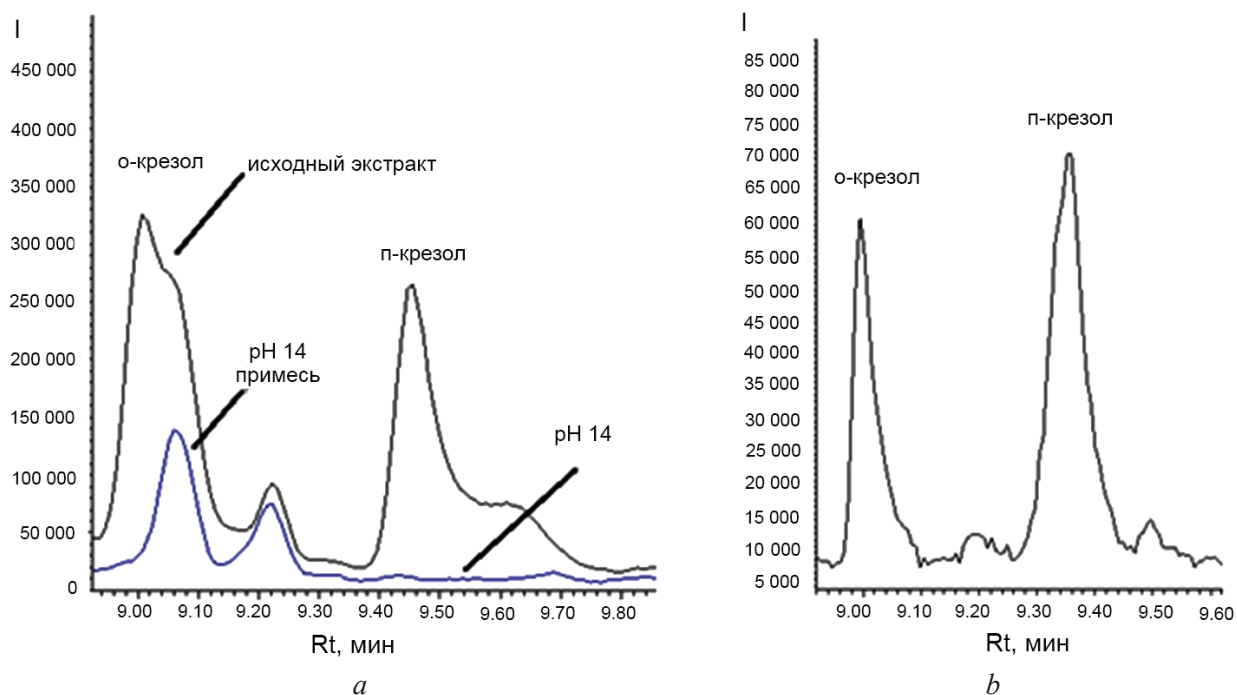 I
450 000
400 000
350 000
300 000
250 000
200 000
150 000
100 000
50 000
0
о-крезол
исходный экстракт
п-крезол
pH 14
примесь
pH 14
9.00 9.10 9.20 9.30 9.40 9.50 9.60 9.70 9.80
Rt, мин
a
I
85 000
80 000
75 000
70 000
65 000
60 000
55 000
50 000
45 000
40 000
35 000
30 000
25 000
20 000
15 000
10 000
5 000
о-крезол
п-крезол
9.00 9.20 9.30 9.40 9.50 9.60
Rt, мин
b